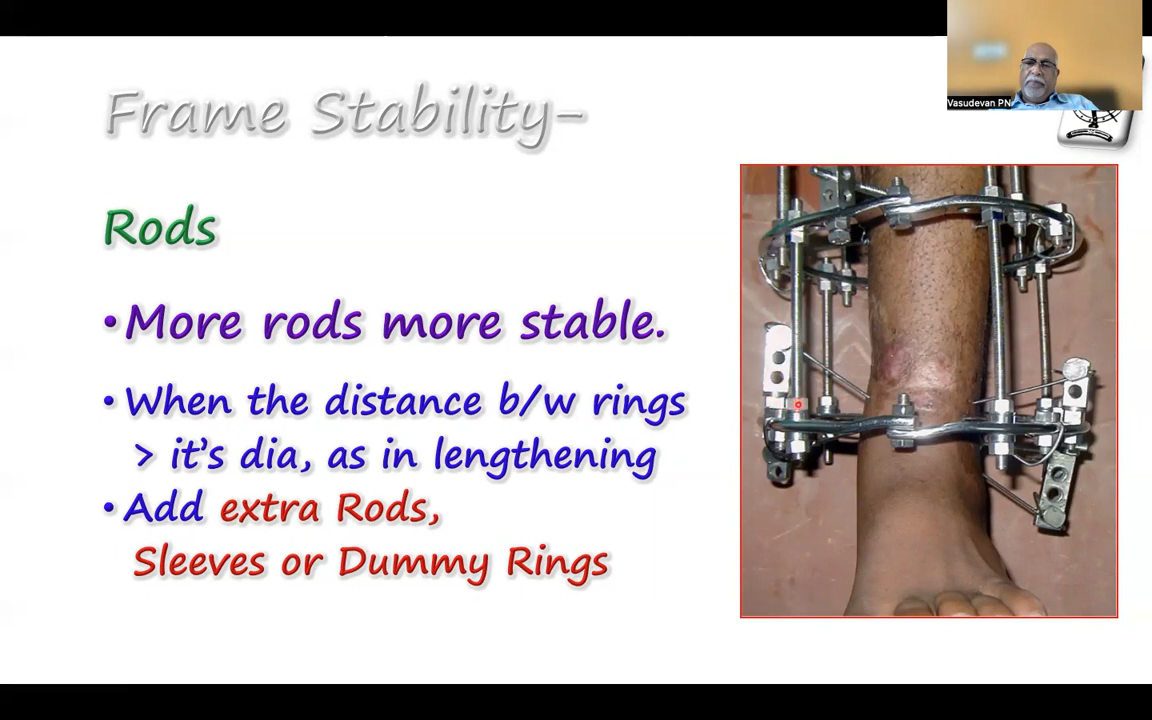 Vasudevan PN
Frame Stability-
Rods
•More rods more stable.
• When the distance b/w rings
> it's dia, as in lengthening
• Add extra Rods,
Sleeves or Dummy Rings